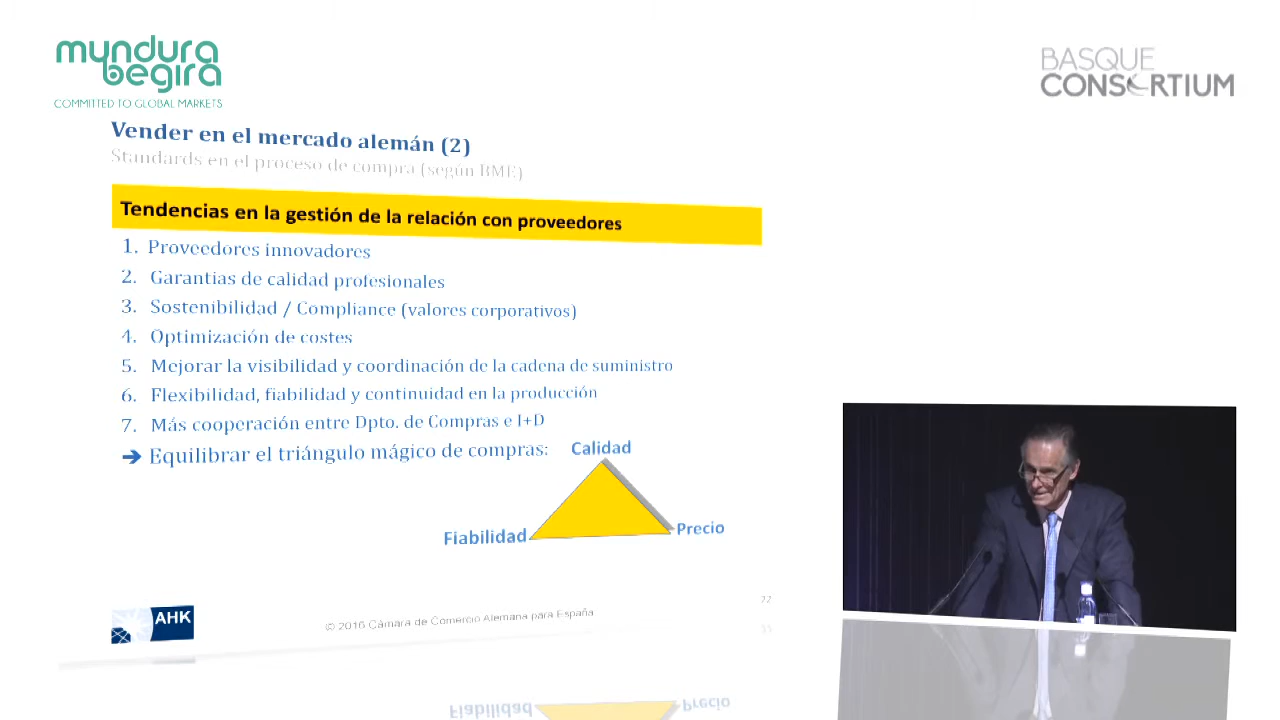 mundura
begira
COMMITTED TO GLOBAL MARKETS
BASQUE
CONSORTIUM
Vender en el mercado alemán (2)
Standards en el proceso de compra (según BME)
Tendencias en la gestión de la relación con proveedores
1. Proveedores innovadores
2. Garantias de calidad profesionales
3. Sostenibilidad / Compliance (valores corporativos)
4. Optimización de costes
5. Mejorar la visibilidad y coordinación de la cadena de suministro
6. Flexibilidad, fiabilidad y continuidad en la producción
7. Más cooperación entre Dpto. de Compras e I+D
➔ Equilibrar el triángulo mágico de compras:
Calidad
Fiabilidad
Precio
22
AHK
© 2016 Cámara de Comercio Alemana para España
Fiabilidad
Precio